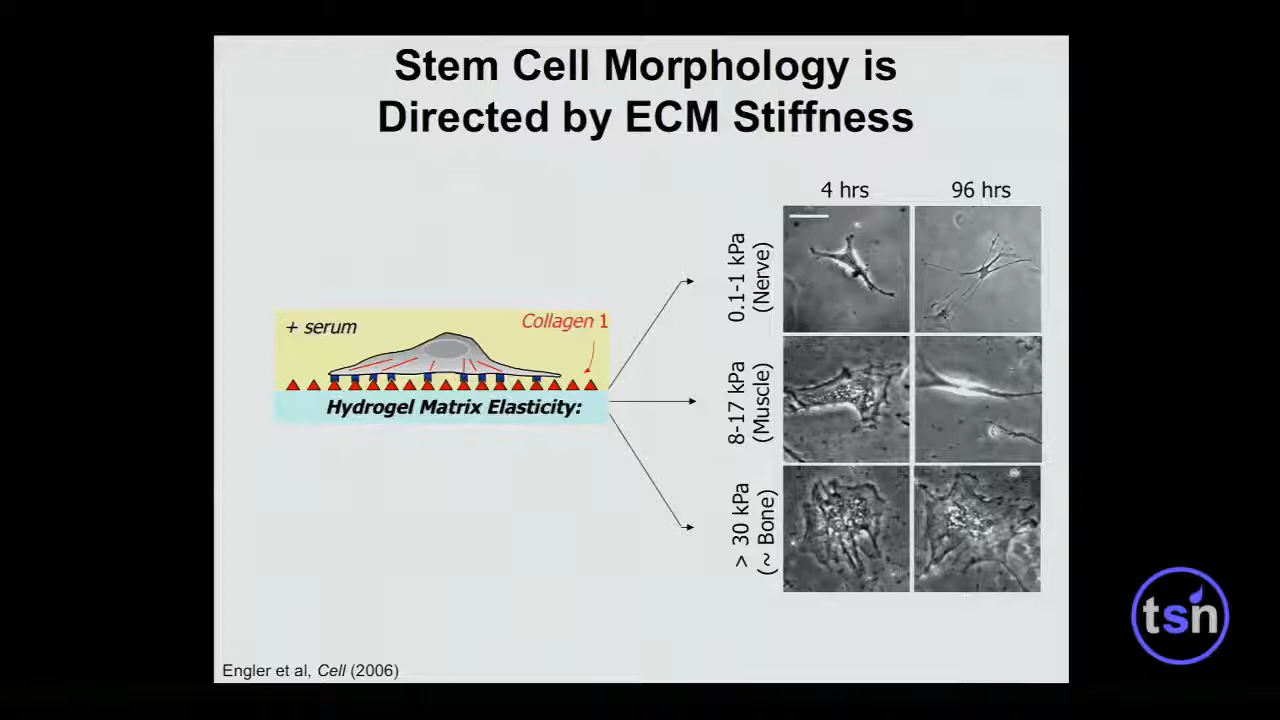 Stem Cell Morphology is
Directed by ECM Stiffness
4 hrs
96 hrs
+ serum
Collagen 1
Hydrogel Matrix Elasticity:
0.1-1 kPa
(Nerve)
8-17 kPa
(Muscle)
> 30 kPa
(~ Bone)
Engler et al, Cell (2006)
tsn